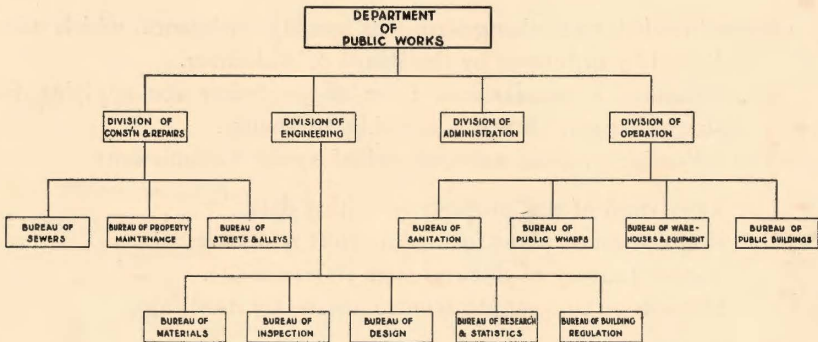 DEPARTMENT
OF
PUBLIC WORKS
DIVISION OF
CONST'N & REPAIRS
DIVISION OF
ENGINEERING
DIVISION OF
ADMINISTRATION
DIVISION OF
OPERATION
BUREAU OF
SEWERS
BUREAU OF PROPERTY
MAINTENANCE
BUREAU OF
STREETS & ALLEYS
BUREAU OF
SANITATION
BUREAU OF
PUBLIC WHARFS
BUREAU OF WARE-
HOUSES & EQUIPMENT
BUREAU OF
PUBLIC BUILDINGS
BUREAU OF
MATERIALS
BUREAU OF
INSPECTION
BUREAU OF
DESIGN
BUREAU OF RESEARCH
& STATISTICS
BUREAU OF BUILDING
REGULATION